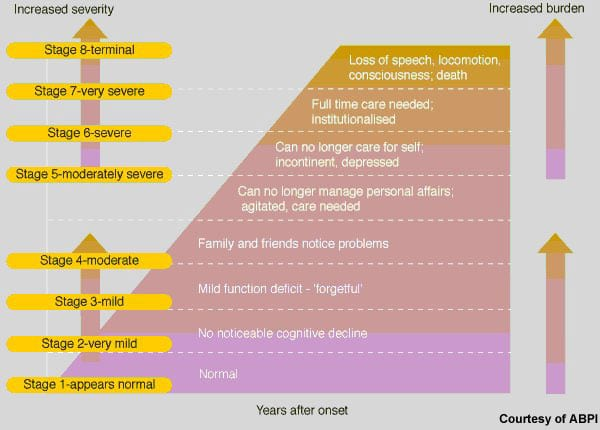 Increased severity
Increased burden
Stage 8-terminal
Loss of speech, locomotion,
consciousness; death
Stage 7-very severe
Full time care needed;
institutionalised
Stage 6-severe
Can no longer care for self;
incontinent, depressed
Stage 5-moderately severe
Can no longer manage personal affairs;
agitated, care needed
Family and friends notice problems
Stage 4-moderate
Mild function deficit - 'forgetful'
Stage 3-mild
No noticeable cognitive decline
Stage 2-very mild
Normal
Stage 1-appears normal
Years after onset
Courtesy of ABPI